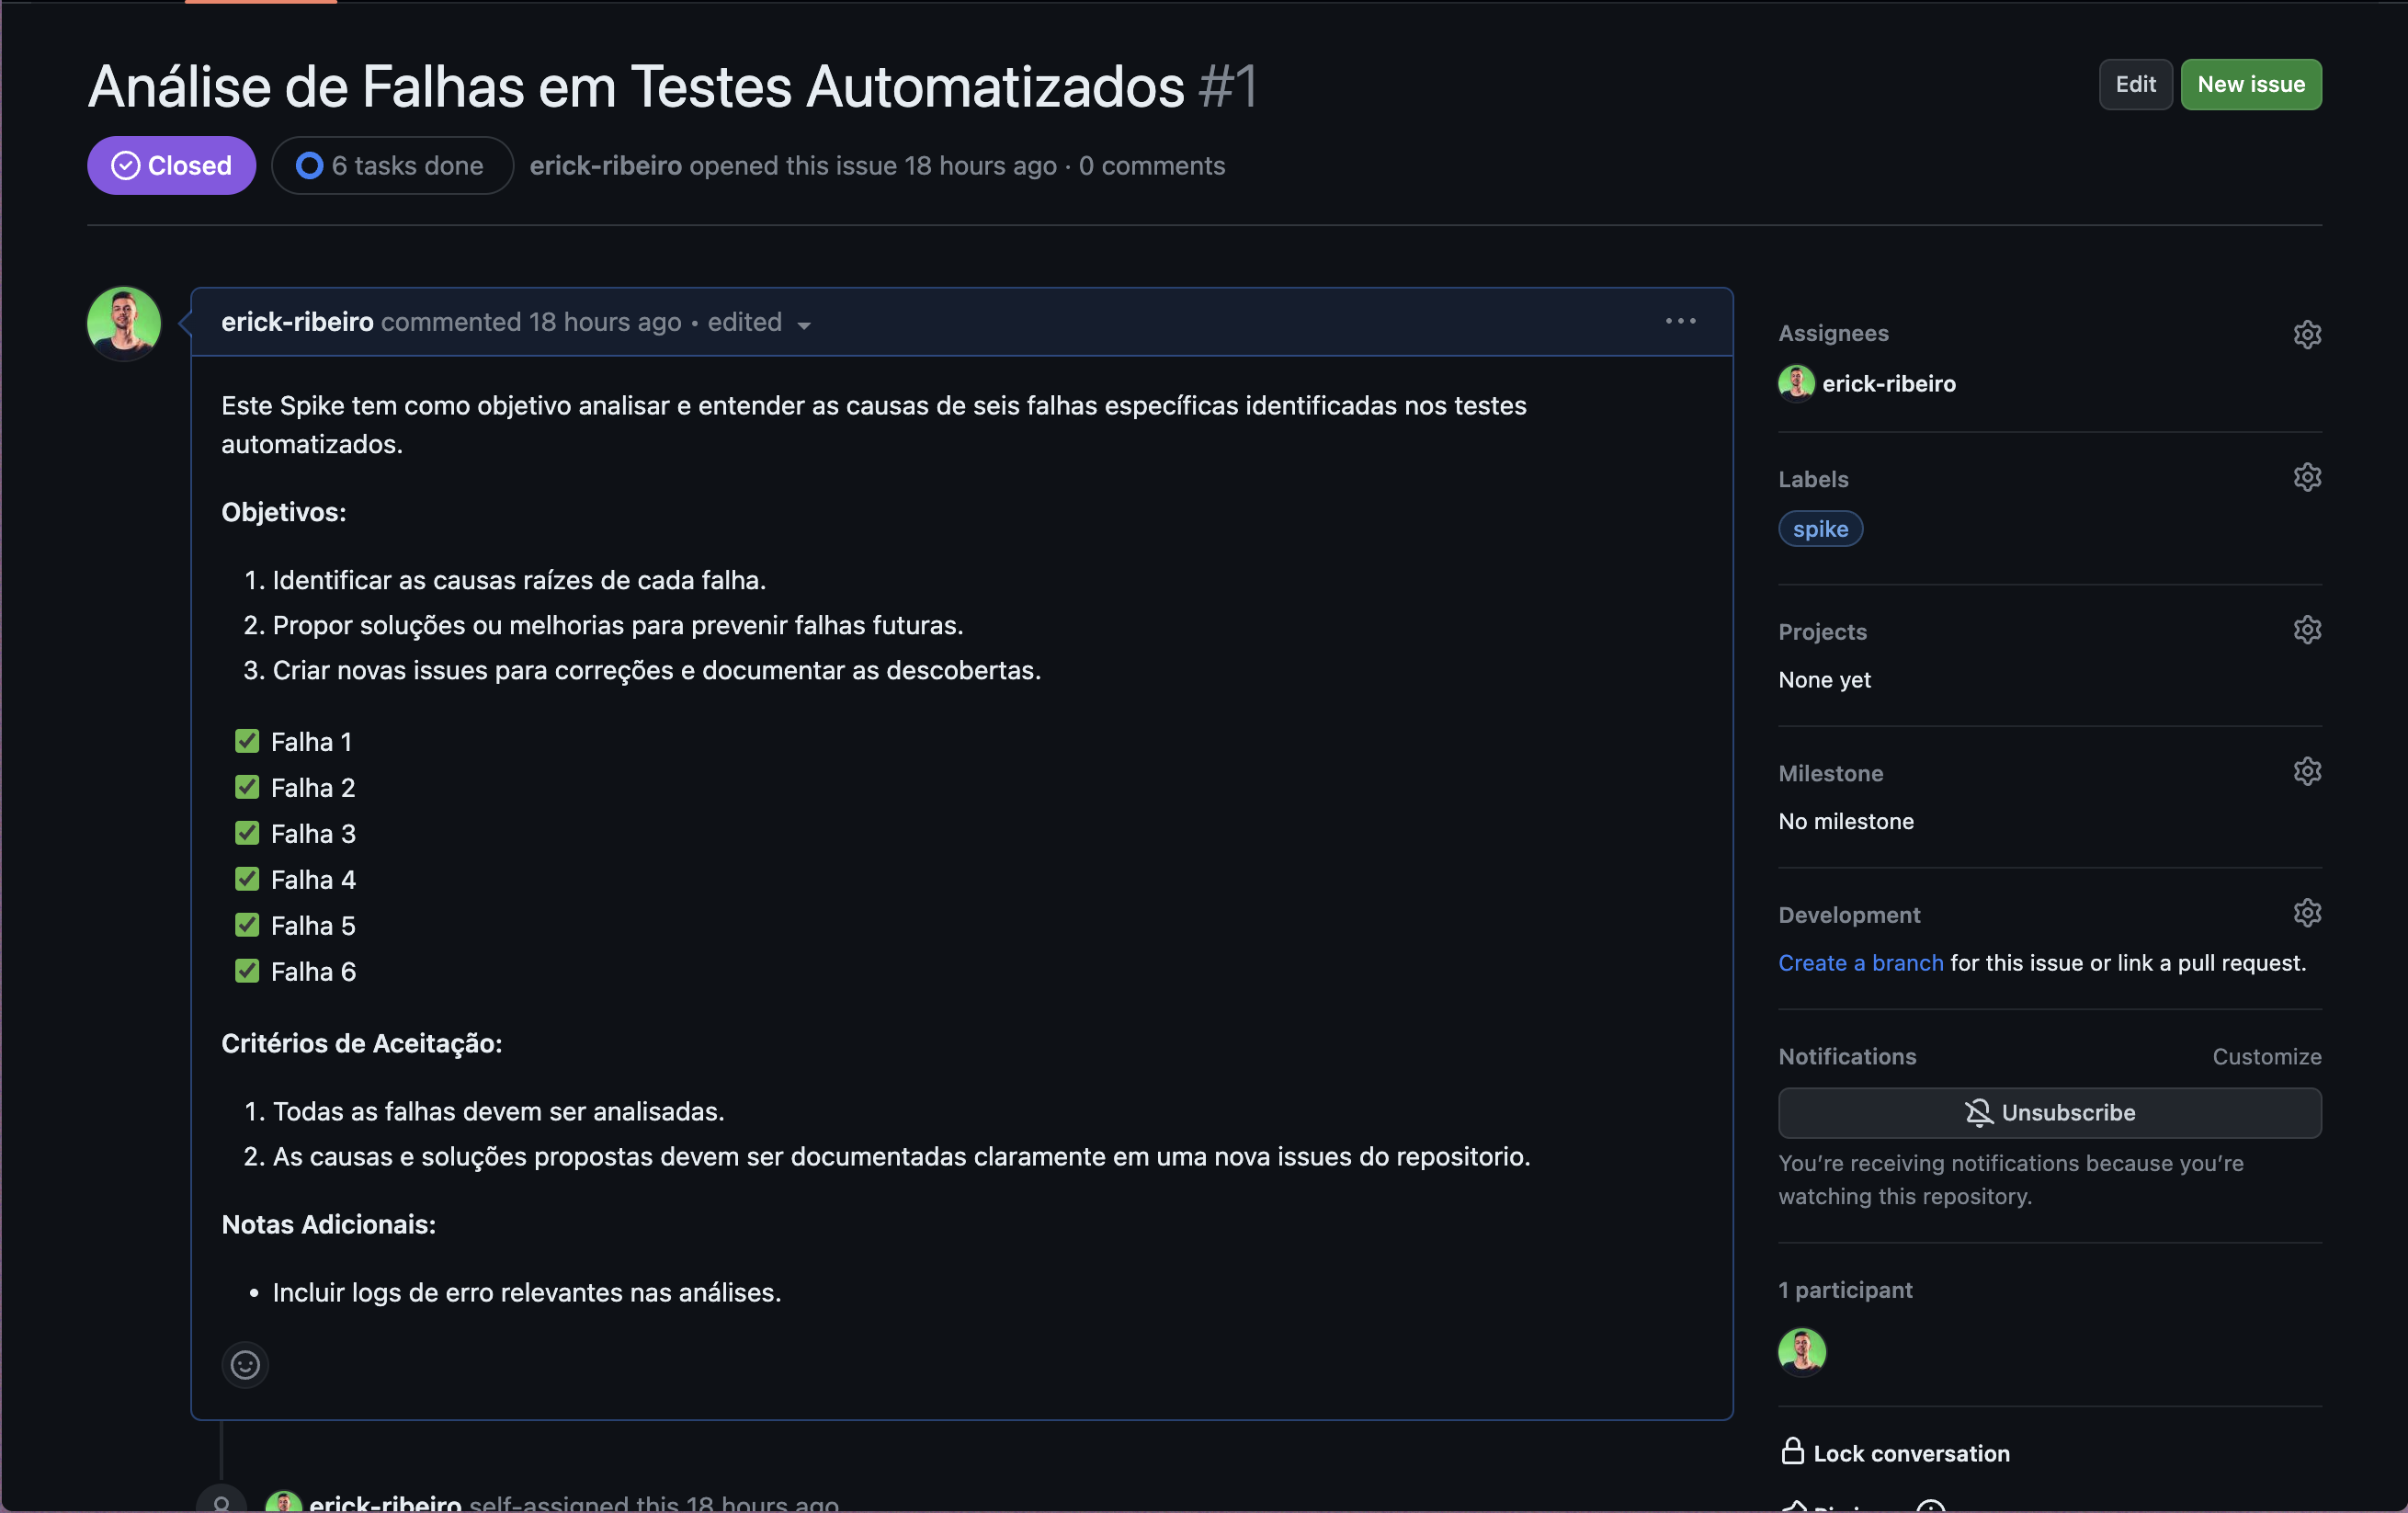 Análise de Falhas em Testes Automatizados #1
Edit
New issue
Closed
6 tasks done
erick-ribeiro opened this issue 18 hours ago · 0 comments
erick-ribeiro commented 18 hours ago • edited
Este Spike tem como objetivo analisar e entender as causas de seis falhas específicas identificadas nos testes
automatizados.
Objetivos:
1. Identificar as causas raízes de cada falha.
2. Propor soluções ou melhorias para prevenir falhas futuras.
3. Criar novas issues para correções e documentar as descobertas.
Falha 1
Falha 2
Falha 3
Falha 4
Falha 5
Falha 6
Critérios de Aceitação:
1. Todas as falhas devem ser analisadas.
2. As causas e soluções propostas devem ser documentadas claramente em uma nova issues do repositorio.
Notas Adicionais:
• Incluir logs de erro relevantes nas análises.
erick-ribeiro self-assigned this 18 hours ago
Assignees
erick-ribeiro
Labels
spike
Projects
None yet
Milestone
No milestone
Development
Create a branch for this issue or link a pull request.
Notifications
Customize
Unsubscribe
You’re receiving notifications because you’re
watching this repository.
1 participant
Lock conversation